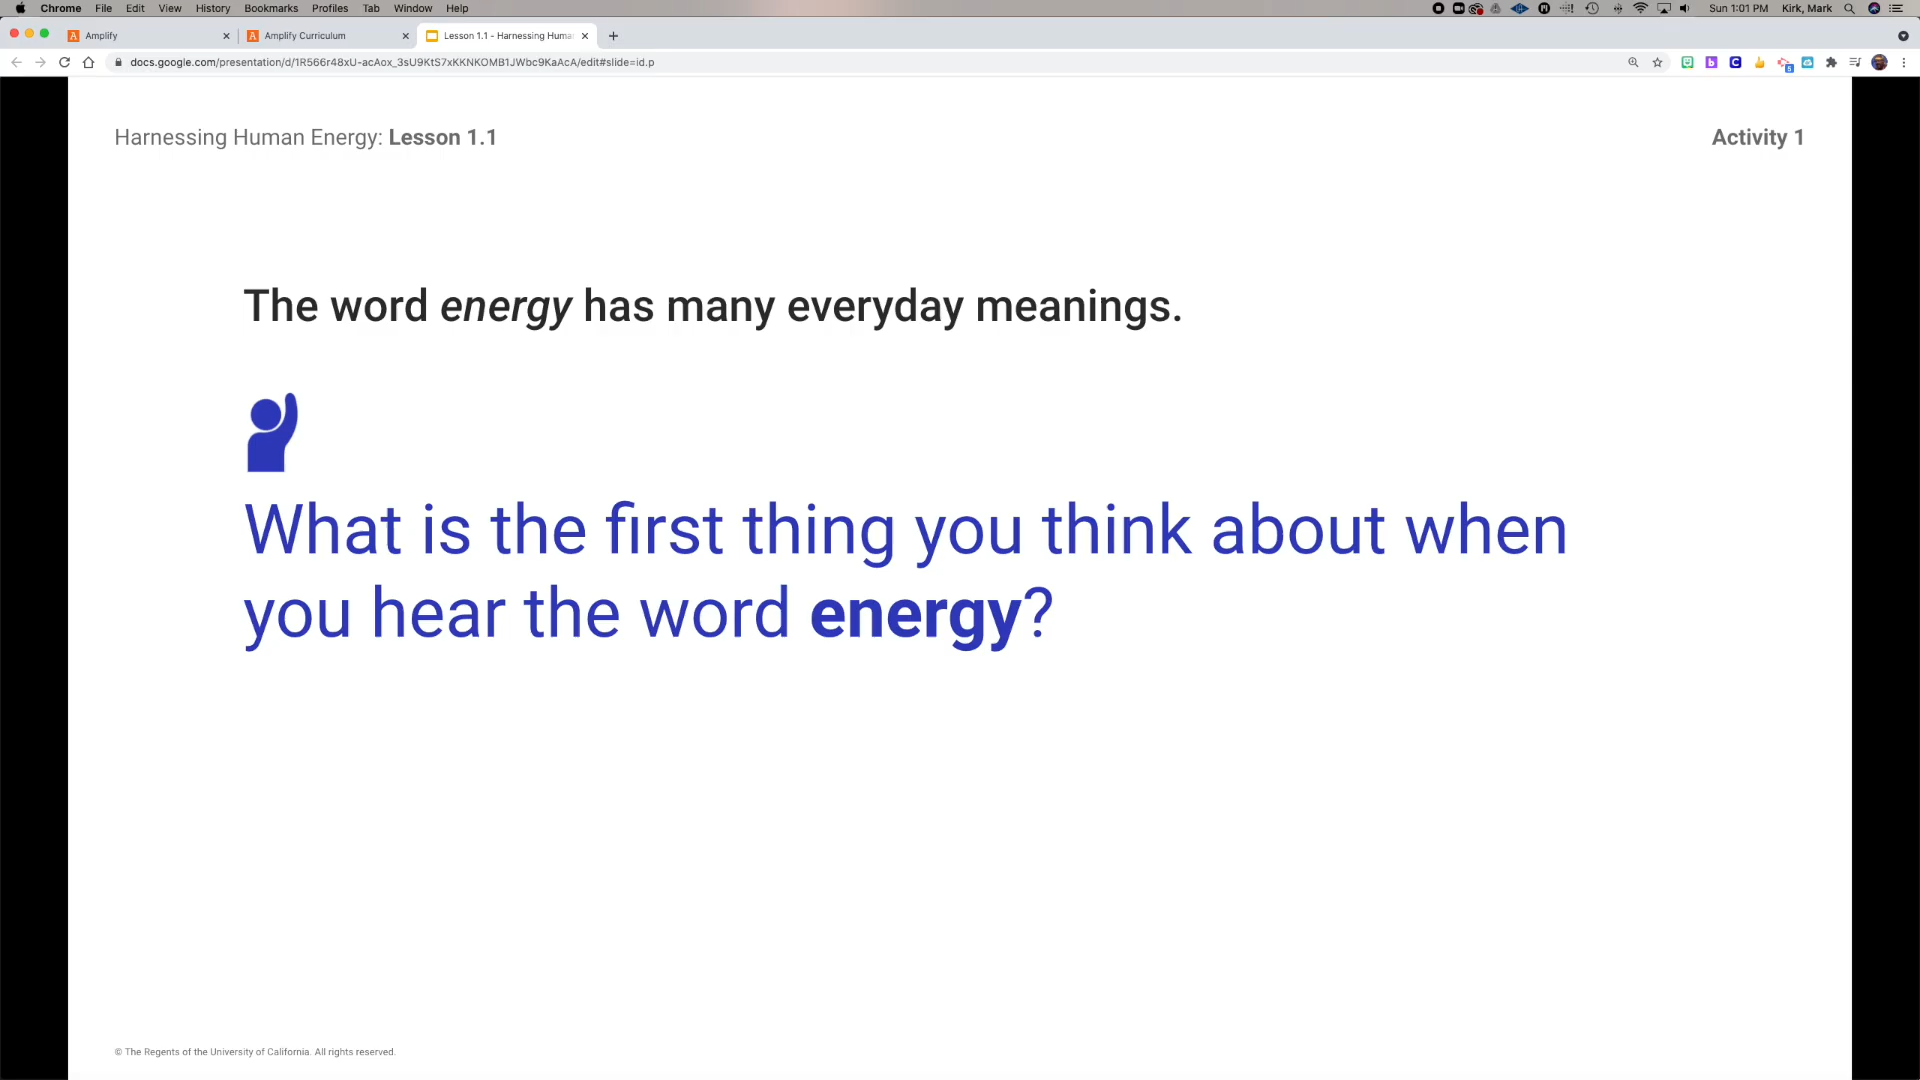 Chrome File Edit View History Bookmarks Profiles Tab Window Help Sun 1:01 PM Kirk, Mark
Amplify Amplify Curriculum Lesson 1.1 - Harnessing Huma
docs.google.com/presentation/d/1R566r48xU-acAox_3sU9KtS7xKKNKOMB1JWbc9KaAcA/edit#slide=id.p
Harnessing Human Energy: Lesson 1.1 Activity 1
The word energy has many everyday meanings.
What is the first thing you think about when
you hear the word energy?
© The Regents of the University of California. All rights reserved.